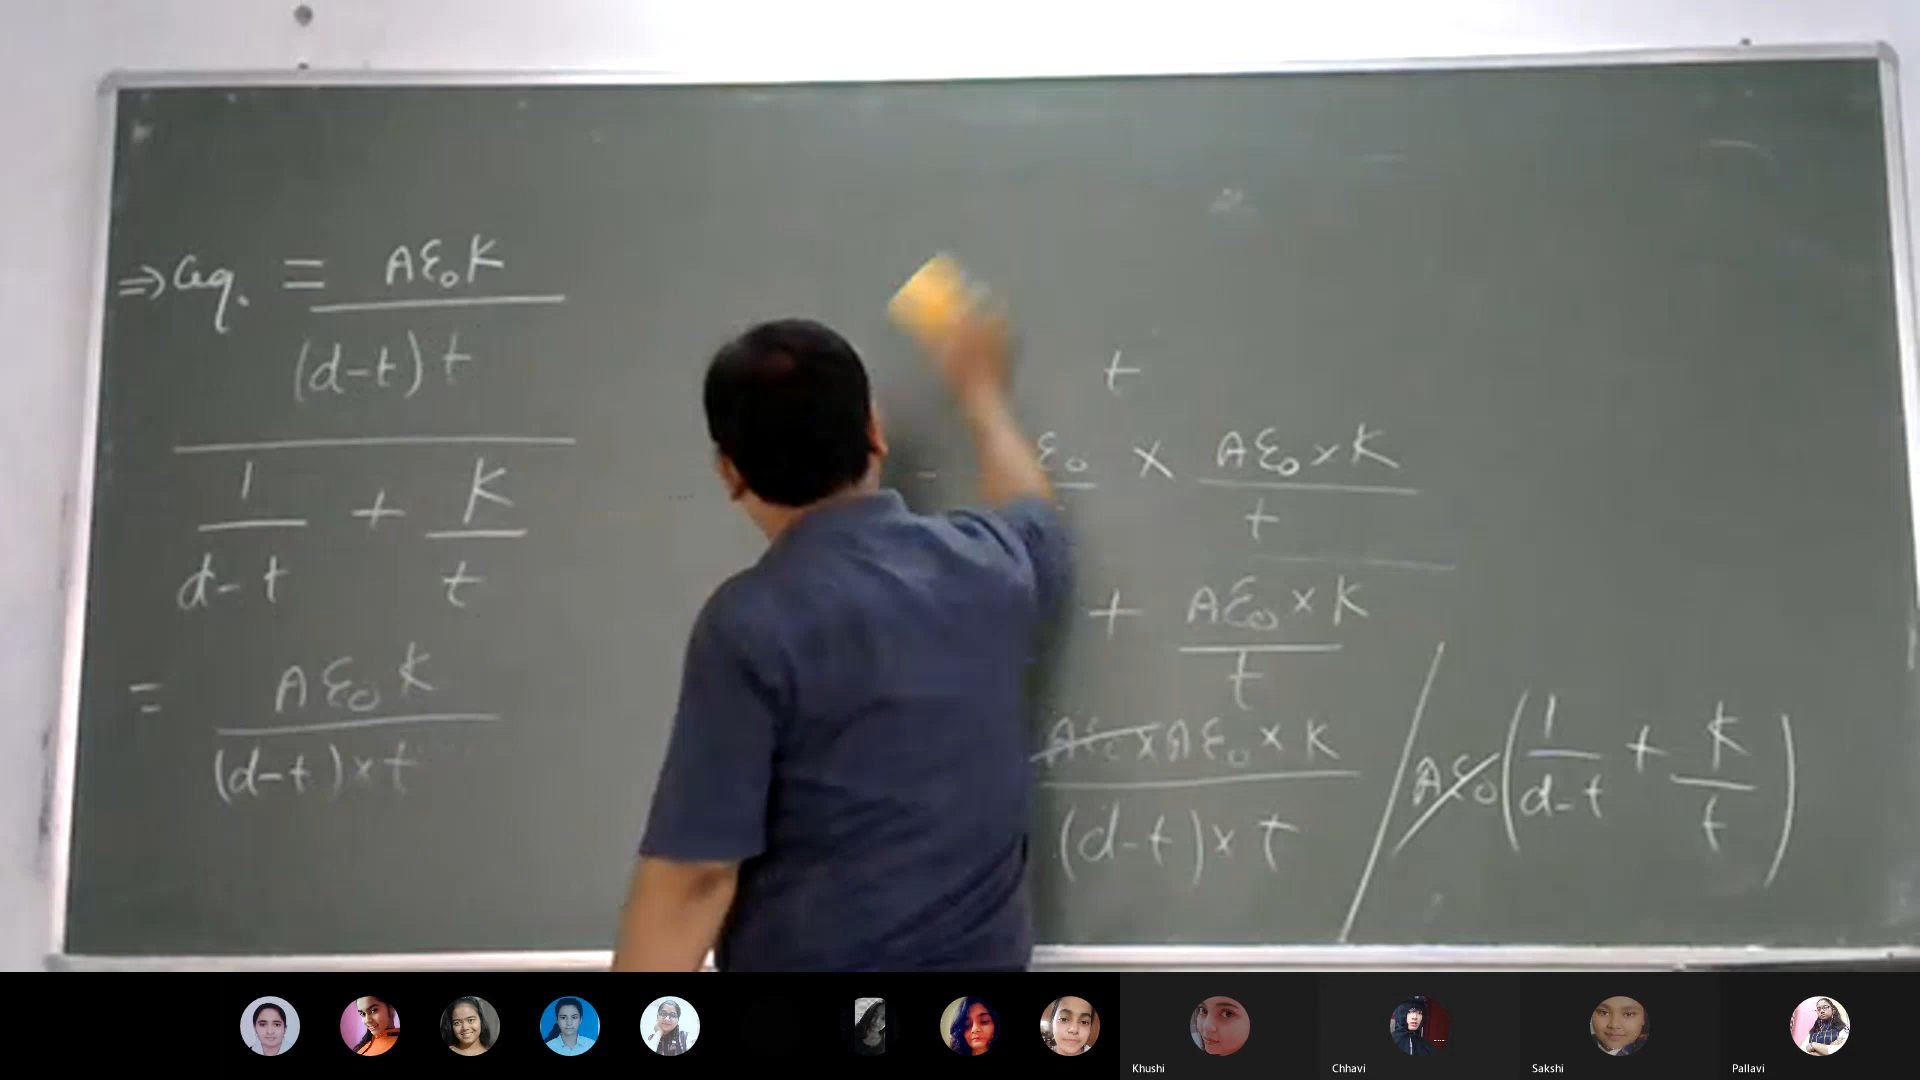 ⇒ Ceq. = Aε₀K
(d-t) t
1 + K
d-t t
= Aε₀K
(d-t)×t
t
ε₀ × Aε₀×K
t
+ Aε₀×K
t
Aε₀×Aε₀×K / Aε₀(1 + K)
(d-t)×t d-t t
Khushi
Chhavi
Sakshi
Pallavi